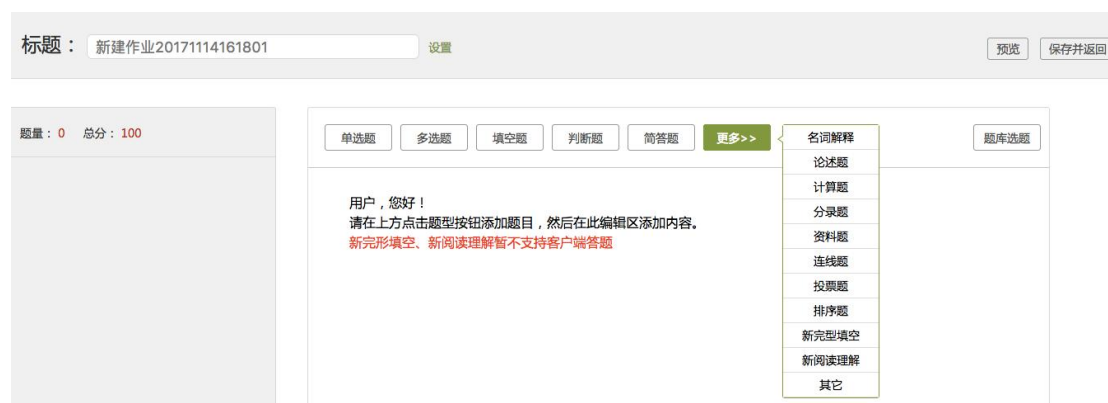 标题： 新建作业20171114161801 设置 预览 保存并返回
题量： 0 总分： 100
单选题 多选题 填空题 判断题 简答题 更多>> 名词解释 题库选题
论述题
计算题
用户，您好！
分录题
请在上方点击题型按钮添加题目，然后在此编辑区添加内容。
资料题
新完形填空、新阅读理解暂不支持客户端答题
连线题
投票题
排序题
新完型填空
新阅读理解
其它